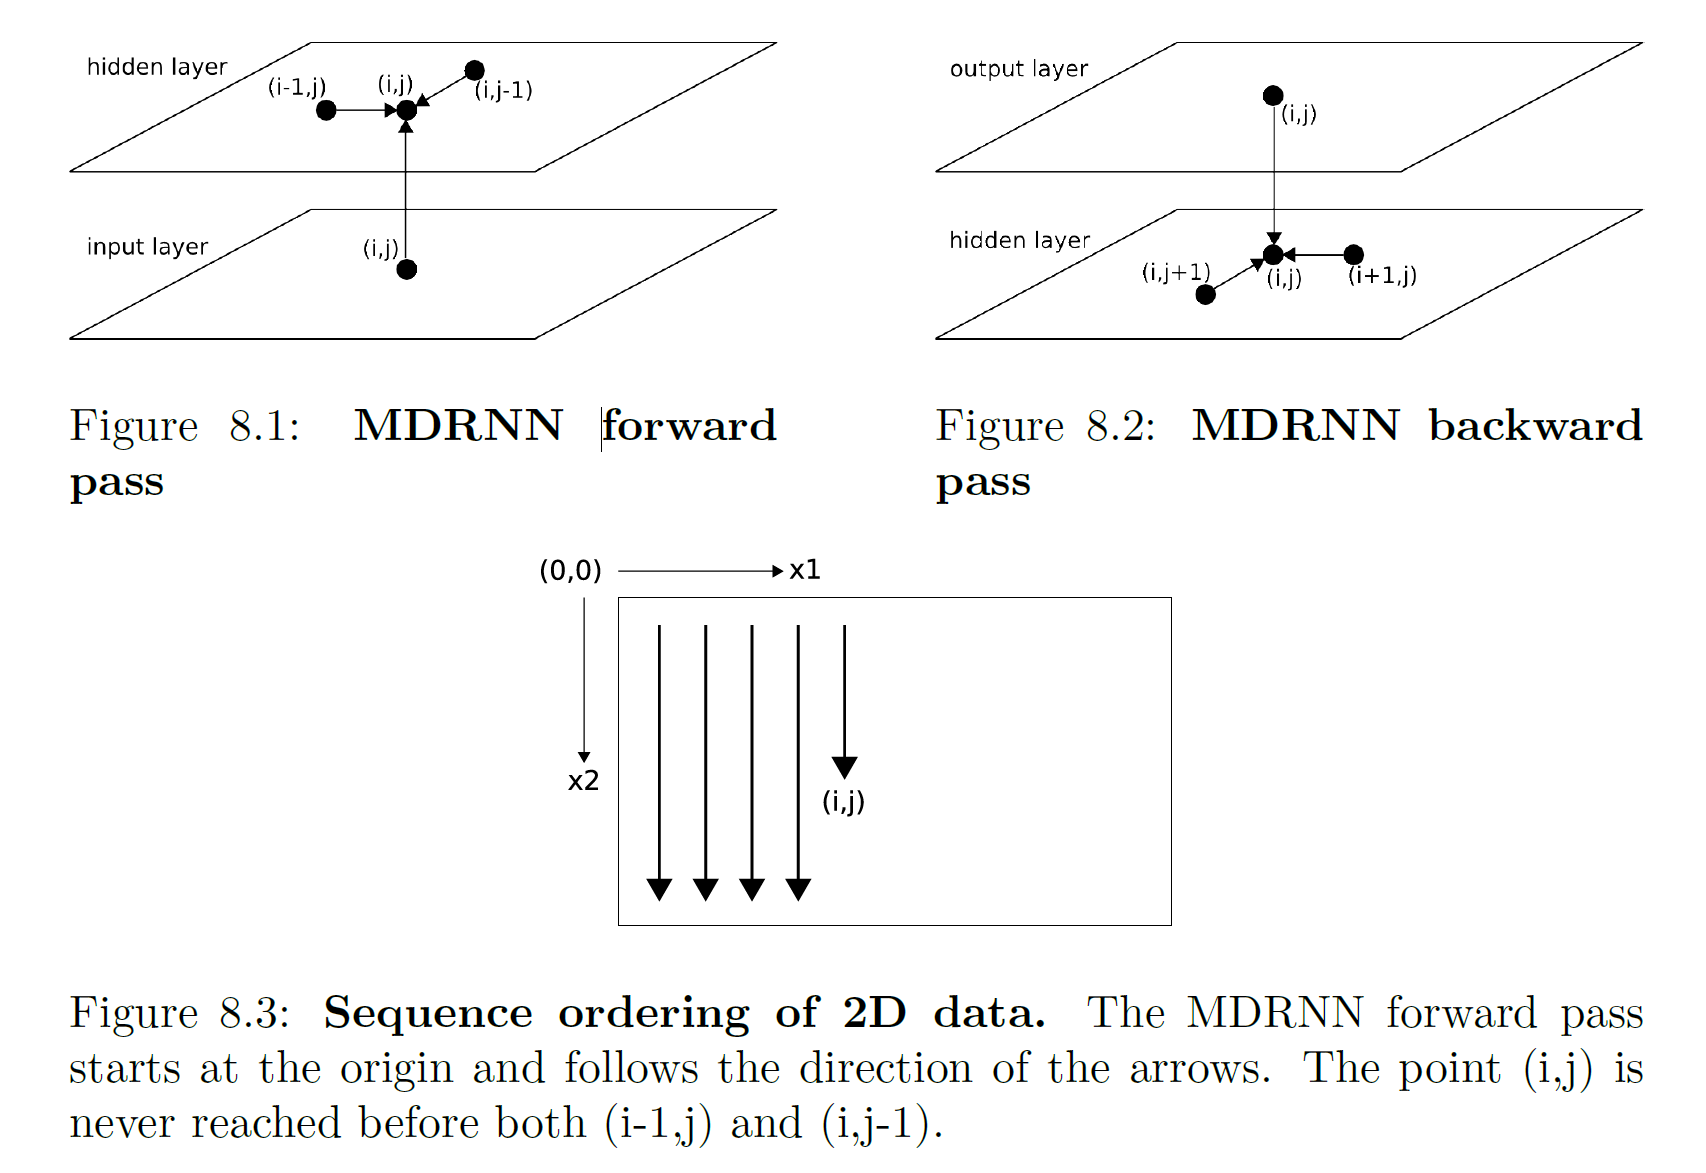 hidden layer
(i-1,j)
(i,j)
(i,j-1)
input layer
(i,j)
output layer
(i,j)
hidden layer
(i,j+1)
(i,j)
(i+1,j)
Figure 8.1: MDRNN forward
pass
Figure 8.2: MDRNN backward
pass
(0,0)
x1
x2
(i,j)
Figure 8.3: Sequence ordering of 2D data. The MDRNN forward pass
starts at the origin and follows the direction of the arrows. The point (i,j) is
never reached before both (i-1,j) and (i,j-1).